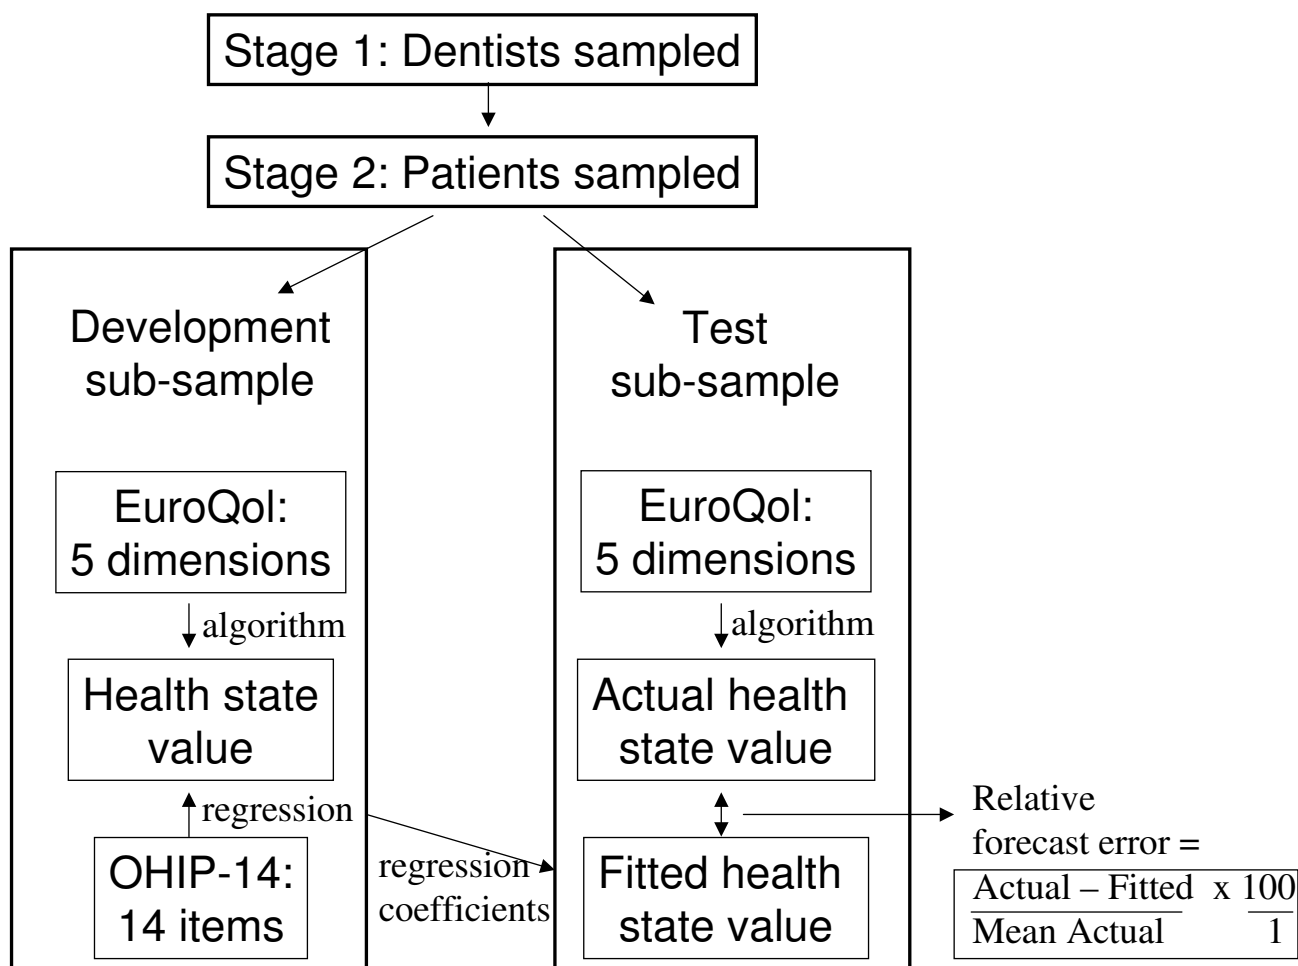 Stage 1: Dentists sampled
Stage 2: Patients sampled
Development
sub-sample
EuroQol:
5 dimensions
algorithm
Health state
value
regression
OHIP-14:
14 items
regression
coefficients
Test
sub-sample
EuroQol:
5 dimensions
algorithm
Actual health
state value
Fitted health
state value
Relative
forecast error =
Actual – Fitted x 100
Mean Actual 1